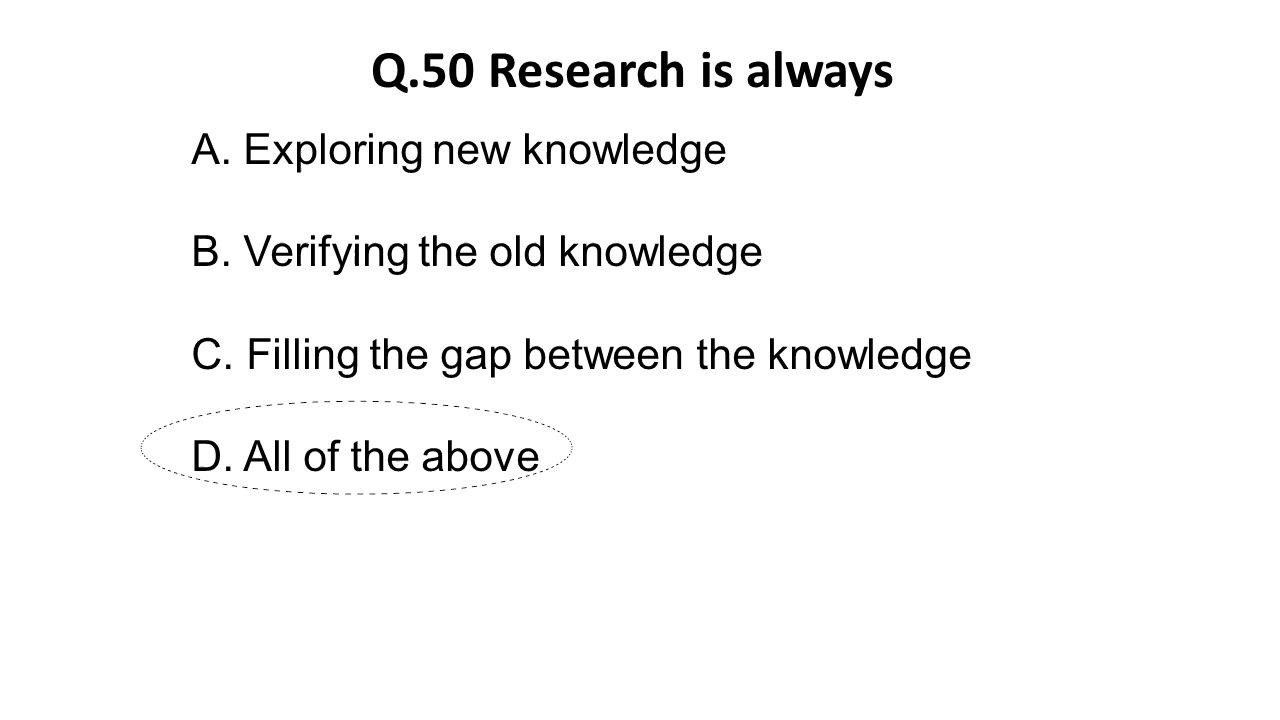 Q.50 Research is always
A. Exploring new knowledge
B. Verifying the old knowledge
C. Filling the gap between the knowledge
D. All of the above